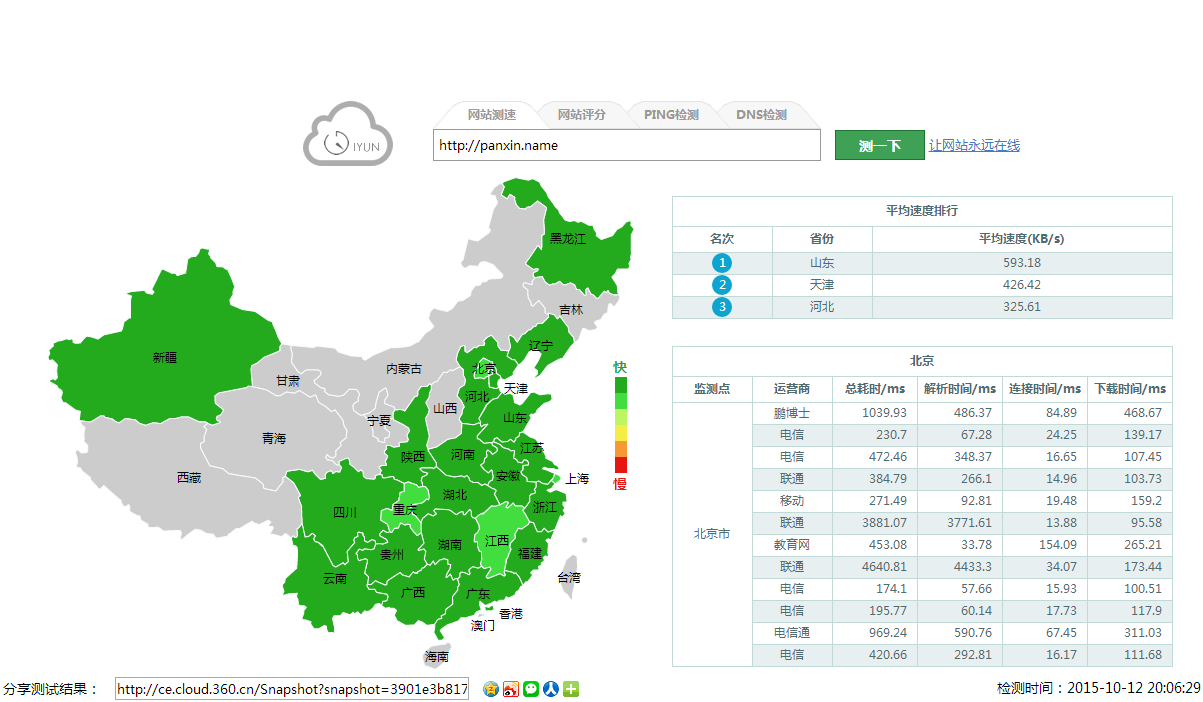 网站测速 网站评分 PING检测 DNS检测
IYUN
http://panxin.name 测一下 让网站永远在线
平均速度排行
名次 省份 平均速度(KB/s)
1 山东 593.18
2 天津 426.42
3 河北 325.61
黑龙江
吉林
辽宁
新疆
内蒙古
北京
甘肃
天津
河北
山西
宁夏
山东
青海
陕西
河南
江苏
西藏
安徽
上海
湖北
四川
重庆
浙江
湖南
江西
贵州
福建
云南
台湾
广西
广东
香港
澳门
海南
快
慢
北京
监测点 运营商 总耗时/ms 解析时间/ms 连接时间/ms 下载时间/ms
北京市
鹏博士 1039.93 486.37 84.89 468.67
电信 230.7 67.28 24.25 139.17
电信 472.46 348.37 16.65 107.45
联通 384.79 266.1 14.96 103.73
移动 271.49 92.81 19.48 159.2
联通 3881.07 3771.61 13.88 95.58
教育网 453.08 33.78 154.09 265.21
联通 4640.81 4433.3 34.07 173.44
电信 174.1 57.66 15.93 100.51
电信 195.77 60.14 17.73 117.9
电信通 969.24 590.76 67.45 311.03
电信 420.66 292.81 16.17 111.68
分享测试结果： http://ce.cloud.360.cn/Snapshot?snapshot=3901e3b817
检测时间：2015-10-12 20:06:29